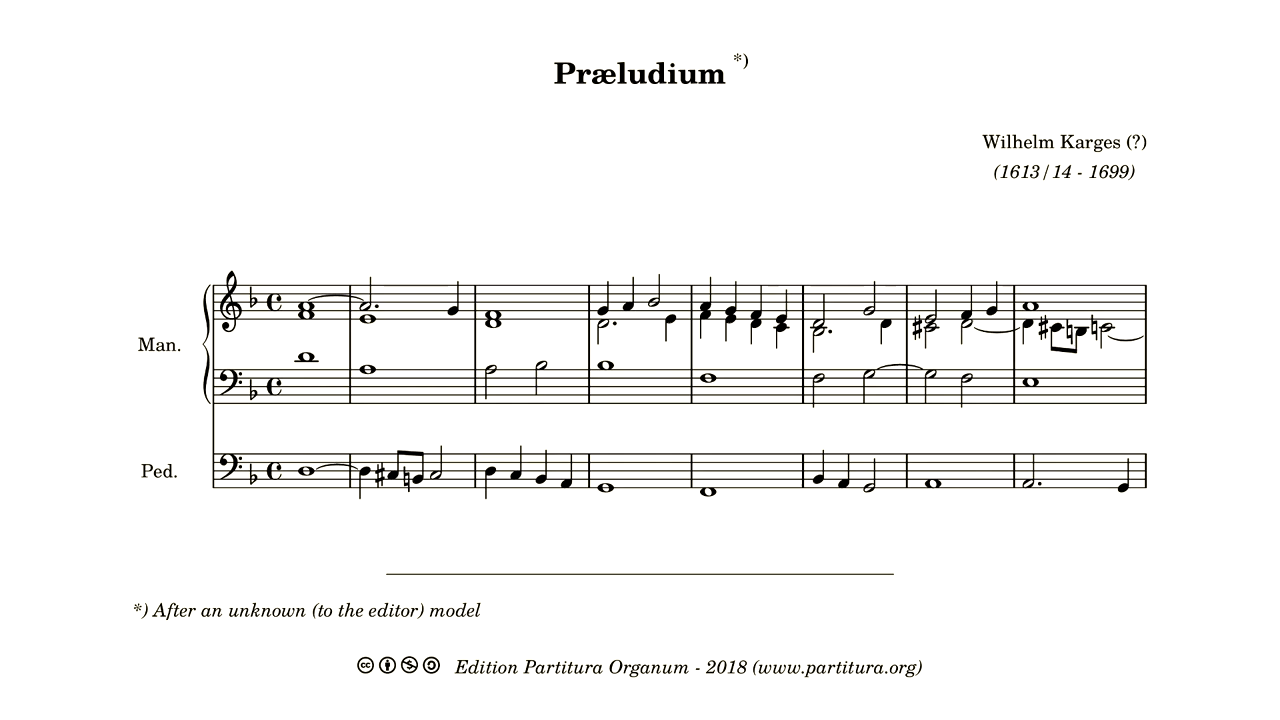 Præludium *)
Wilhelm Karges (?)
(1613/14 - 1699)
Man.
Ped.
*) After an unknown (to the editor) model
Edition Partitura Organum - 2018 (www.partitura.org)